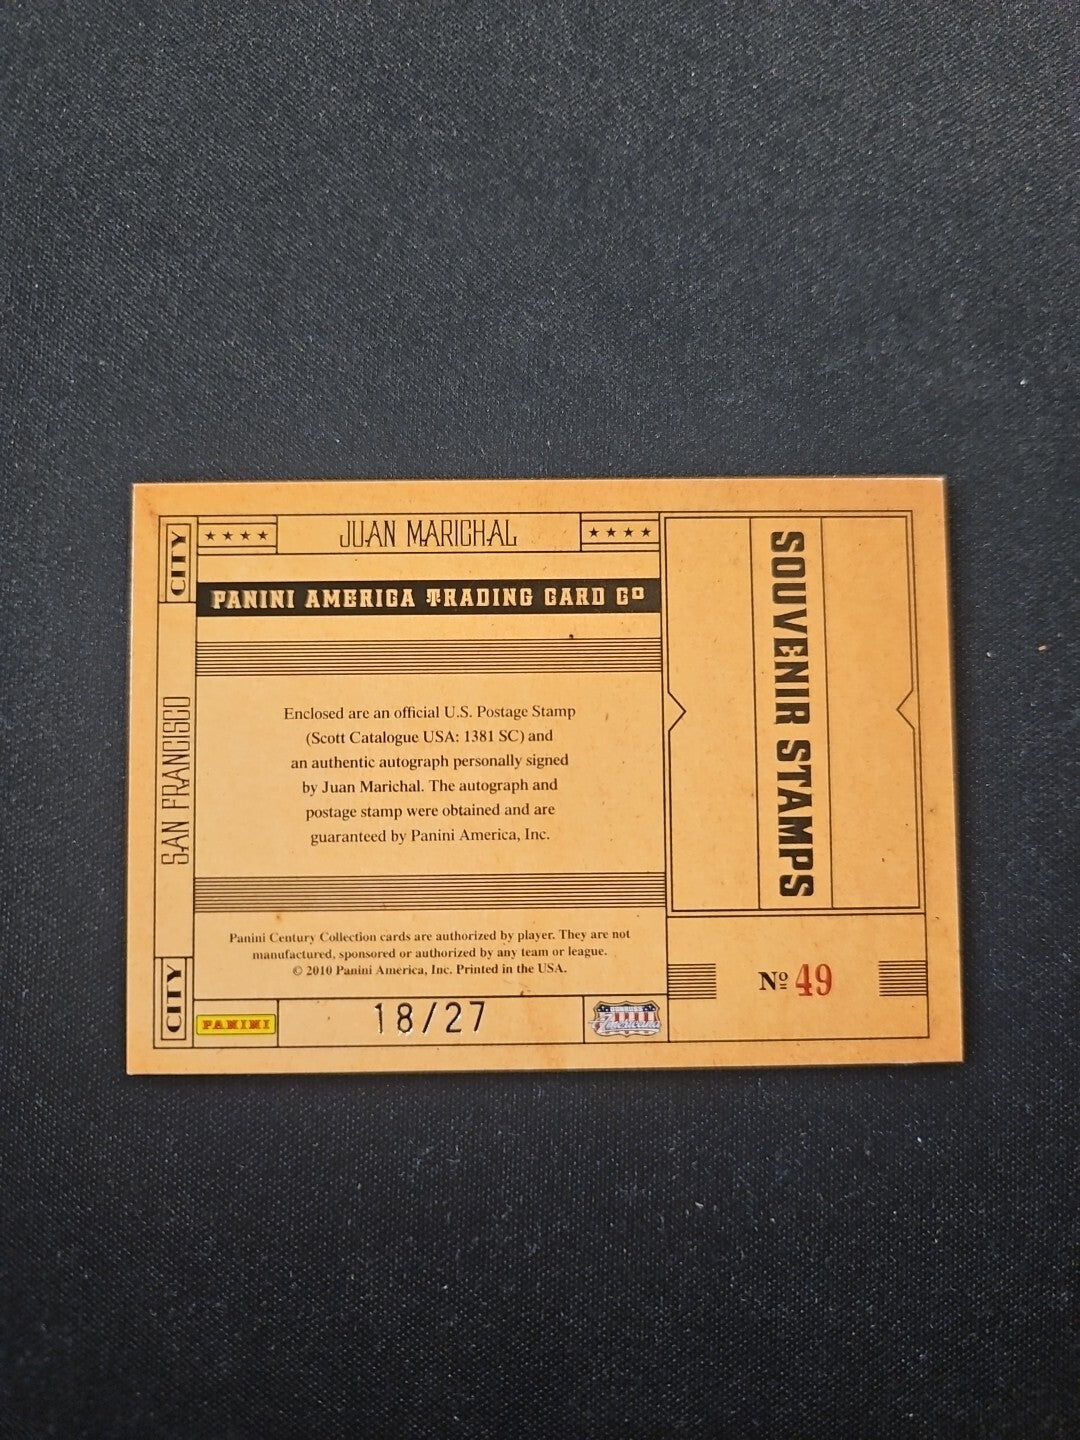 JUAN MARICHAL
PANINI AMERICA TRADING CARD Cº
Enclosed are an official U.S. Postage Stamp
(Scott Catalogue USA: 1381 SC) and
an authentic autograph personally signed
by Juan Marichal. The autograph and
postage stamp were obtained and are
guaranteed by Panini America, Inc.
Panini Century Collection cards are authorized by player. They are not
manufactured, sponsored or authorized by any team or league.
© 2010 Panini America, Inc. Printed in the USA.
PANINI
18/27
Americana
CITY
SAN FRANCISCO
CITY
SOUVENIR STAMPS
Nº 49